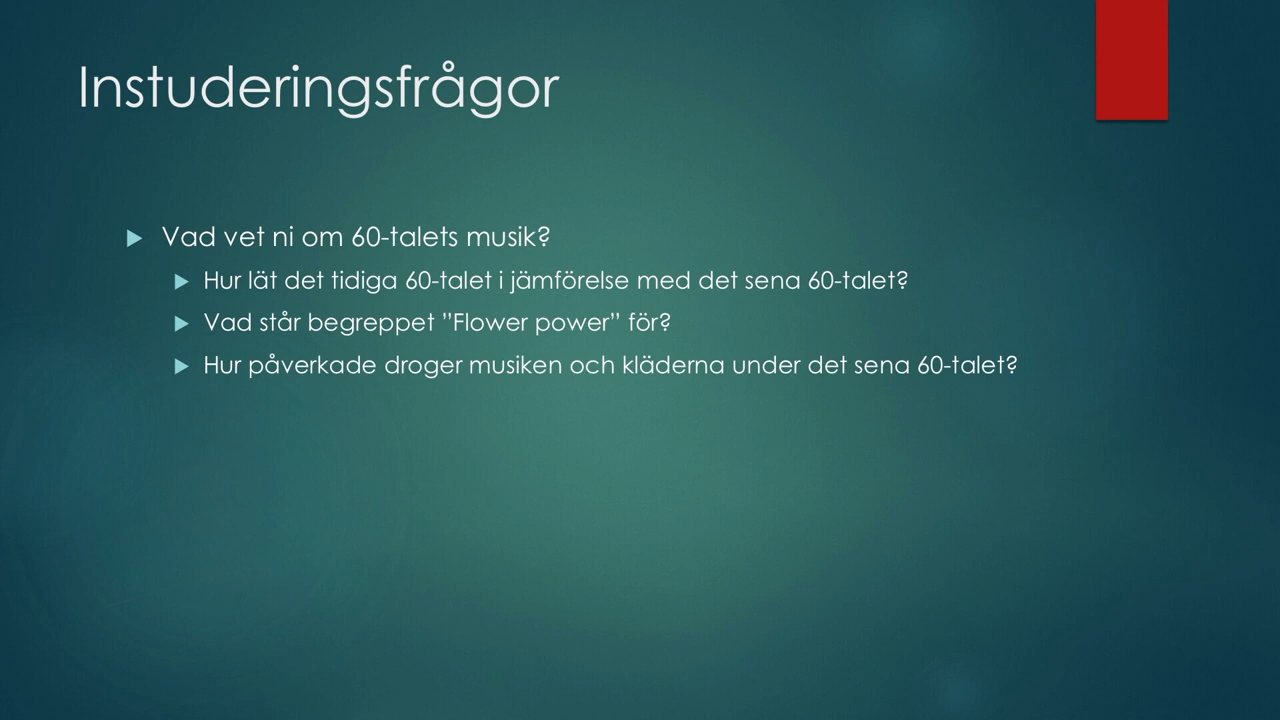 Instuderingsfrågor
Vad vet ni om 60-talets musik?
Hur lät det tidiga 60-talet i jämförelse med det sena 60-talet?
Vad står begreppet ”Flower power” för?
Hur påverkade droger musiken och kläderna under det sena 60-talet?